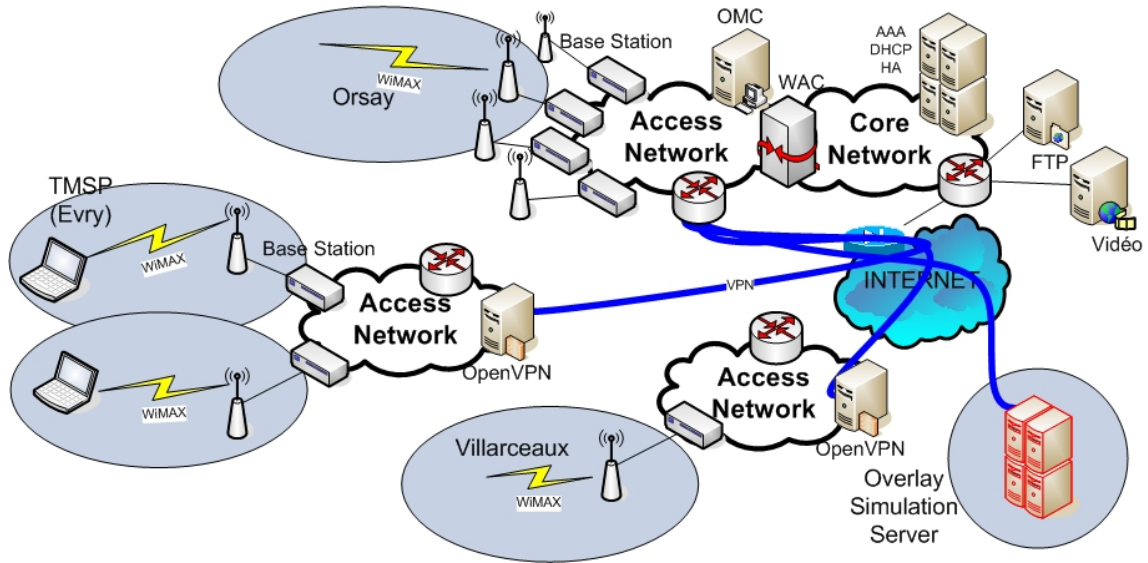 OMC
AAA
DHCP
HA
Base Station
WiMAX
Orsay
WAC
Access
Network
Core
Network
FTP
Vidéo
TMSP
(Evry)
WiMAX
Base Station
Access
Network
OpenVPN
VPN
INTERNET
WiMAX
Access
Network
OpenVPN
Villarceaux
WiMAX
Overlay
Simulation
Server